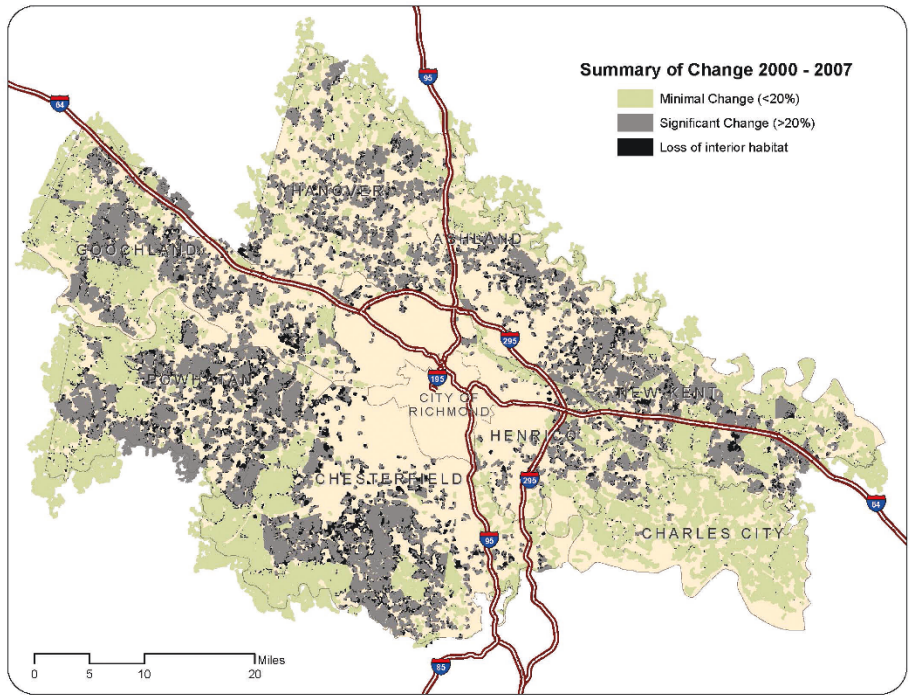 95
64
Summary of Change 2000 - 2007
Minimal Change (<20%)
Significant Change (>20%)
Loss of interior habitat
HANOVER
ASHLAND
GOOCHLAND
295
POWHATAN
195
NEW KENT
CITY OF
RICHMOND
HENRICO
CHESTERFIELD
295
64
95
CHARLES CITY
Miles
0 5 10 20
85